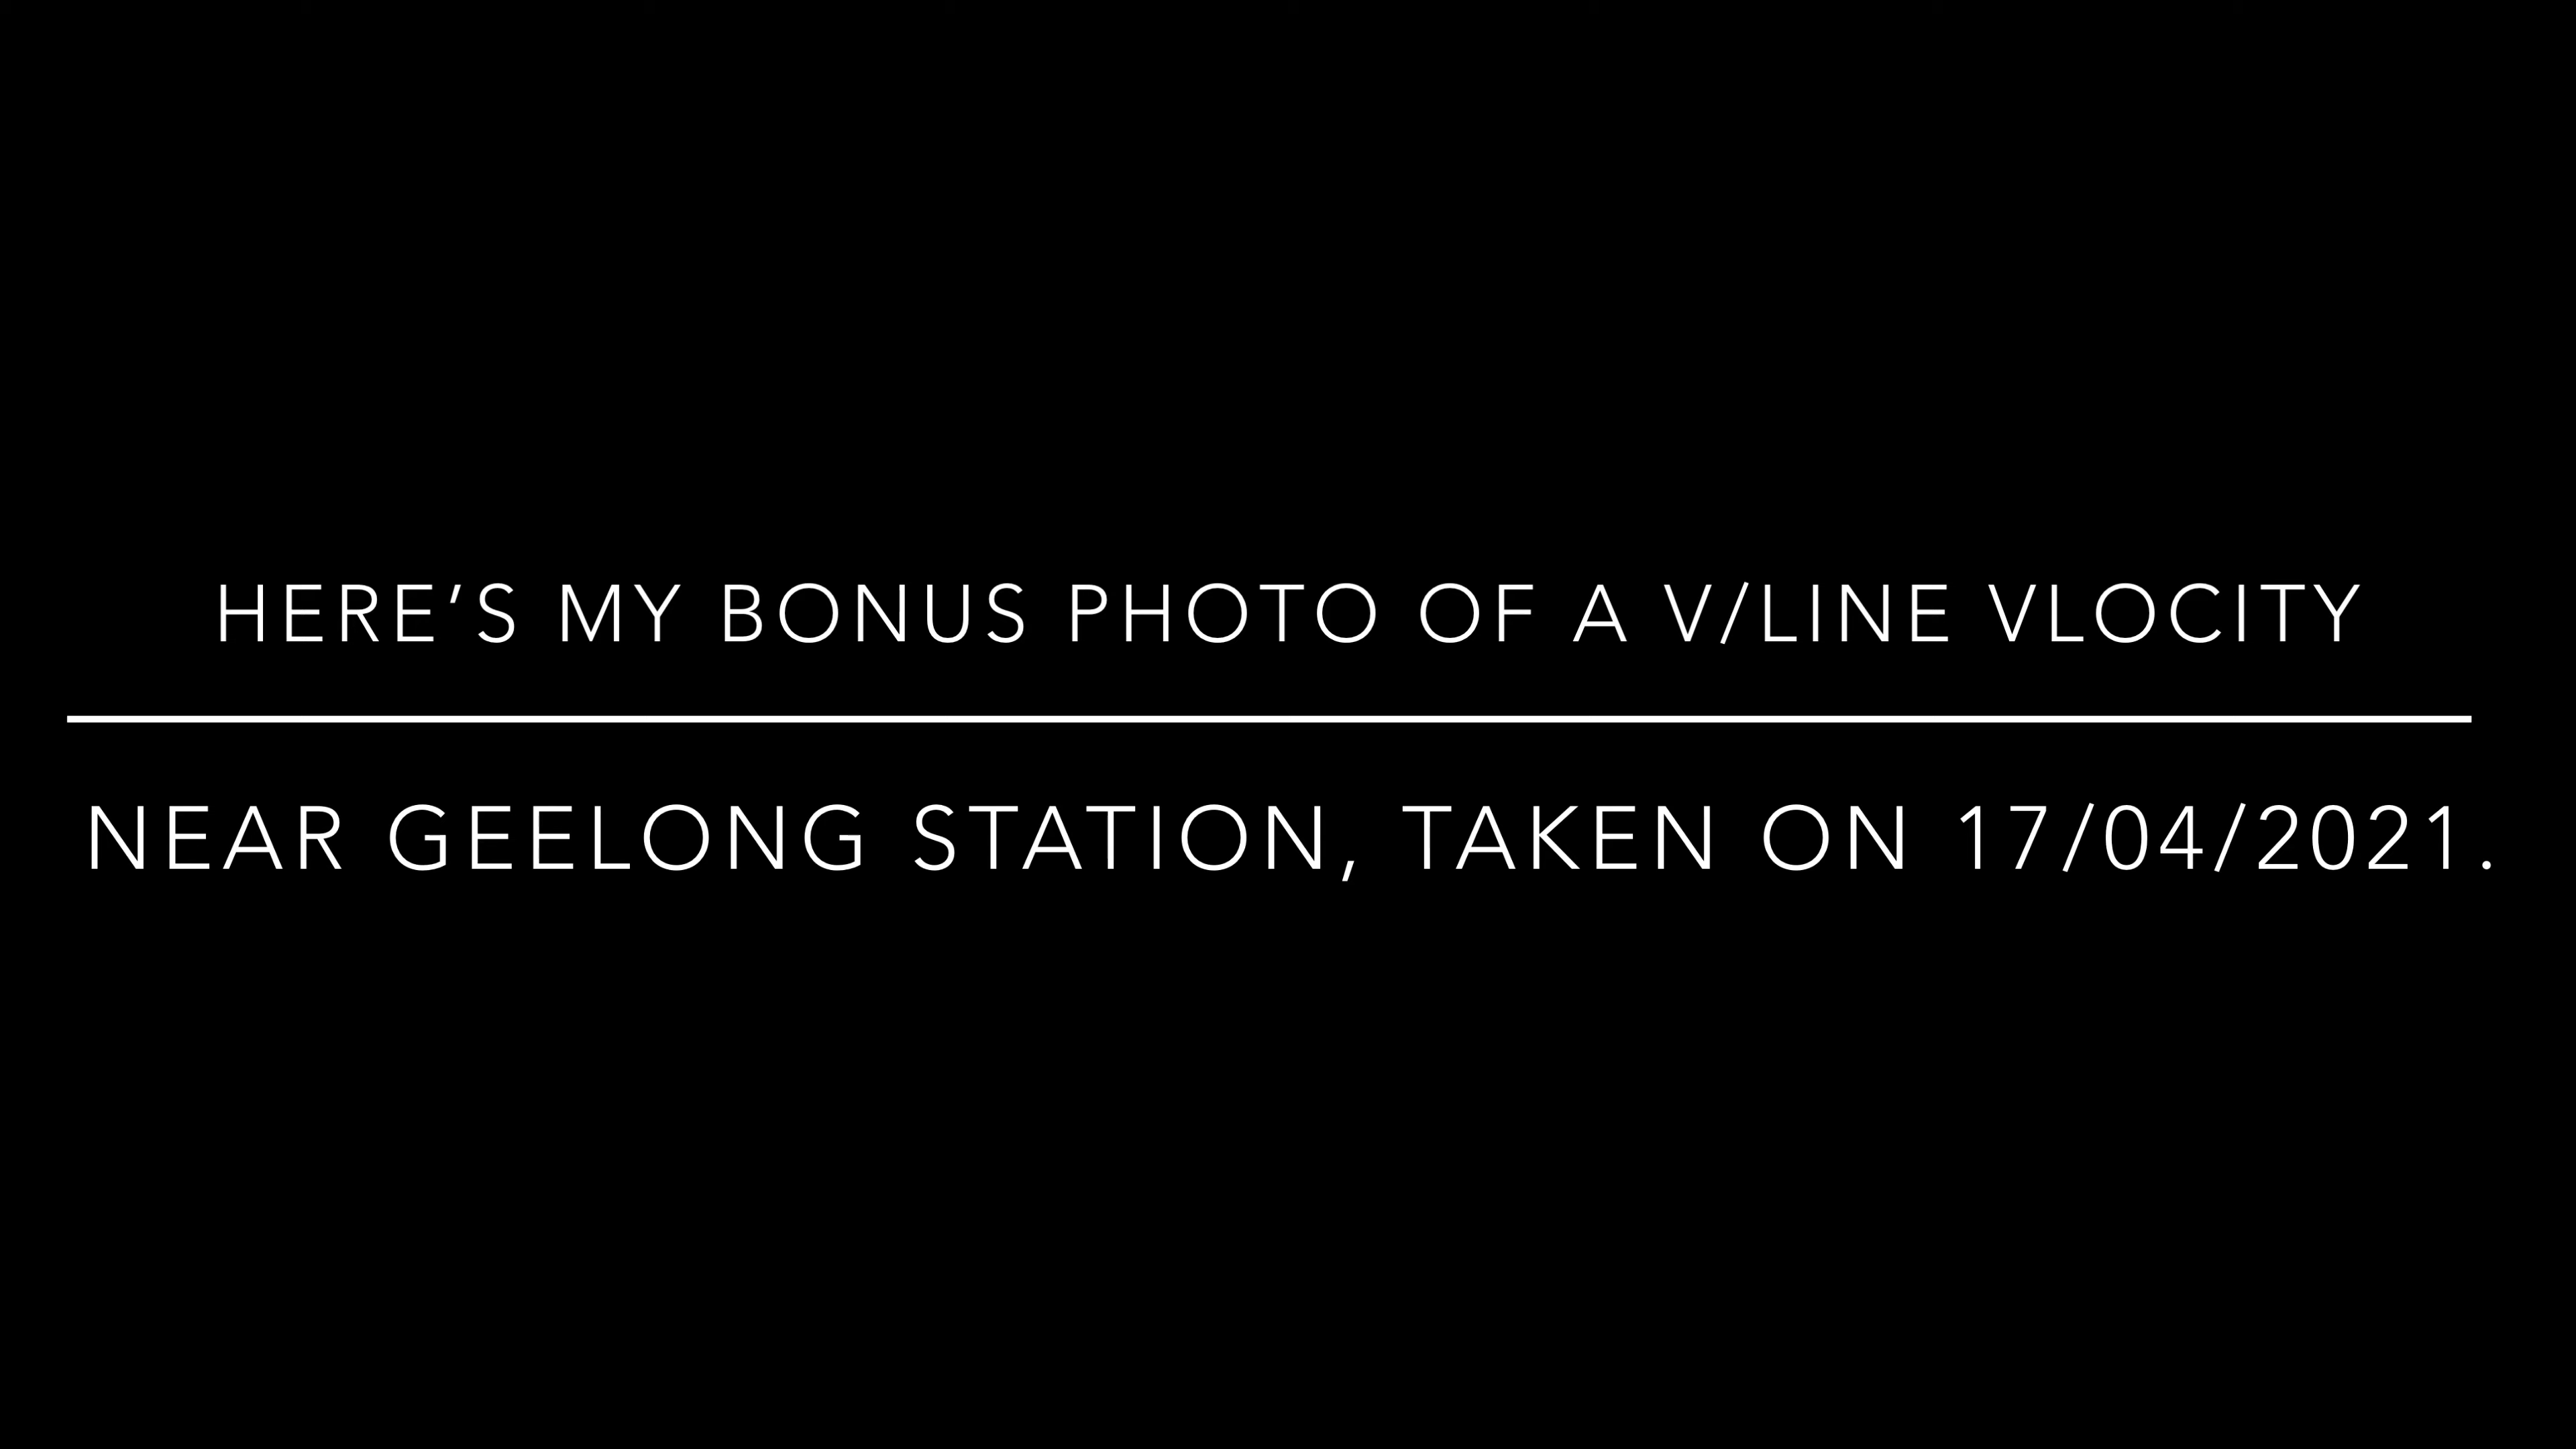 HERE’S MY BONUS PHOTO OF A V/LINE VLOCITY
NEAR GEELONG STATION, TAKEN ON 17/04/2021.